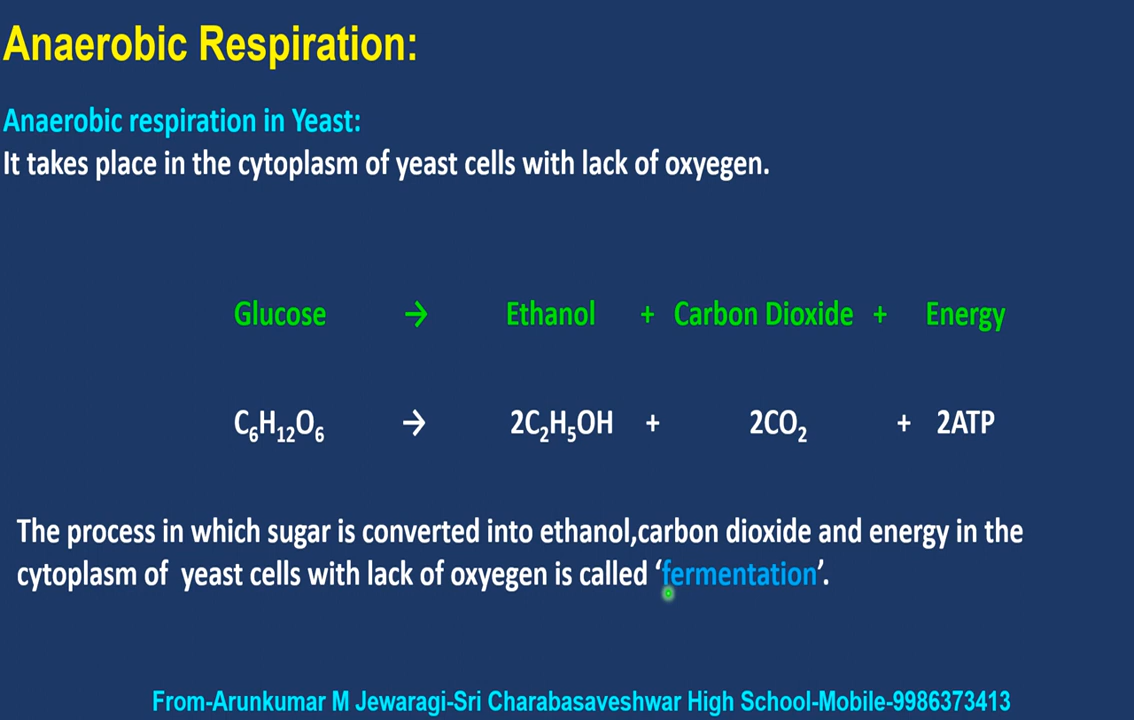 Anaerobic Respiration:
Anaerobic respiration in Yeast:
It takes place in the cytoplasm of yeast cells with lack of oxyegen.
Glucose → Ethanol + Carbon Dioxide + Energy
C₆H₁₂O₆ → 2C₂H₅OH + 2CO₂ + 2ATP
The process in which sugar is converted into ethanol,carbon dioxide and energy in the
cytoplasm of yeast cells with lack of oxyegen is called ‘fermentation’.
From-Arunkumar M Jewaragi-Sri Charabasaveshwar High School-Mobile-9986373413